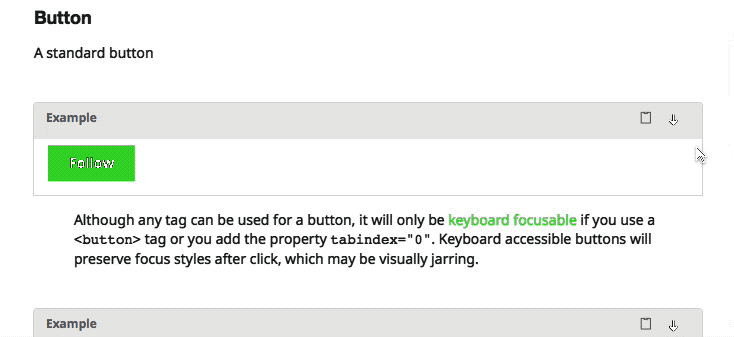 Button
A standard button
Example
Follow
Although any tag can be used for a button, it will only be keyboard focusable if you use a
<button> tag or you add the property tabindex="0". Keyboard accessible buttons will
preserve focus styles after click, which may be visually jarring.
Example